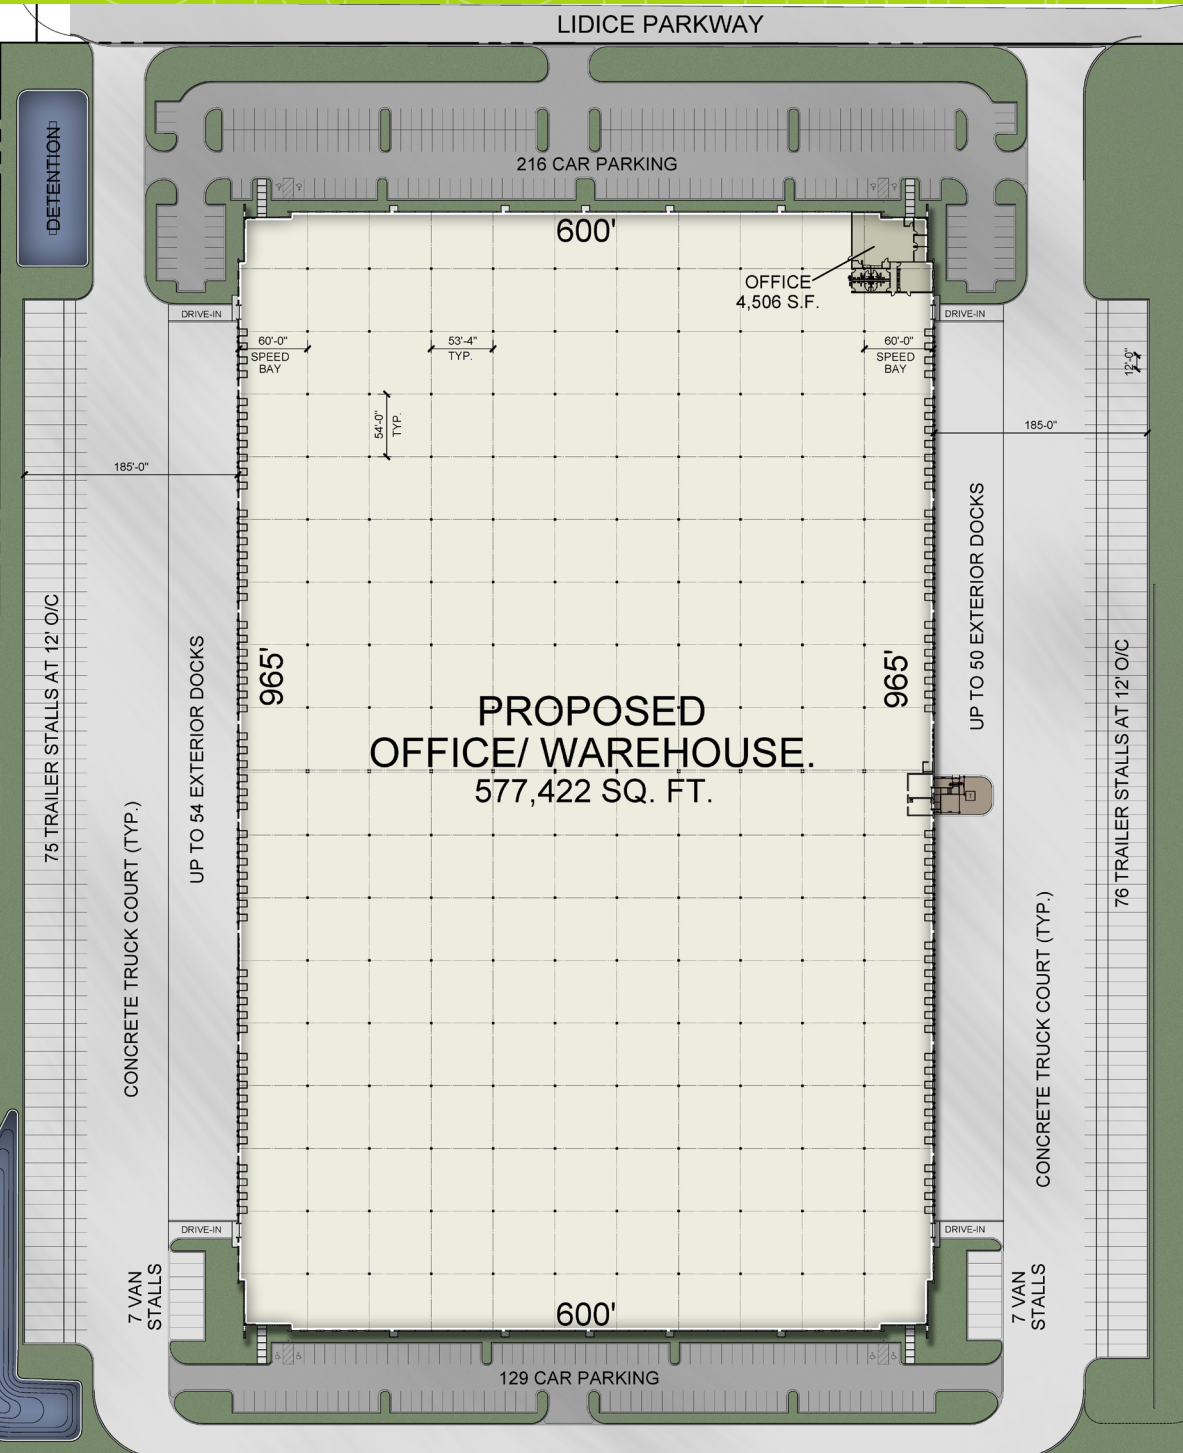 LIDICE PARKWAY
DETENTION
216 CAR PARKING
600'
OFFICE
4,506 S.F.
DRIVE-IN
DRIVE-IN
60'-0"
SPEED
BAY
53'-4"
TYP.
60'-0"
SPEED
BAY
12'-0"
54'-0"
TYP.
185'-0"
185-0"
75 TRAILER STALLS AT 12' O/C
CONCRETE TRUCK COURT (TYP.)
UP TO 54 EXTERIOR DOCKS
965'
PROPOSED
OFFICE/ WAREHOUSE.
577,422 SQ. FT.
965'
UP TO 50 EXTERIOR DOCKS
CONCRETE TRUCK COURT (TYP.)
76 TRAILER STALLS AT 12' O/C
DRIVE-IN
DRIVE-IN
7 VAN
STALLS
7 VAN
STALLS
600'
129 CAR PARKING